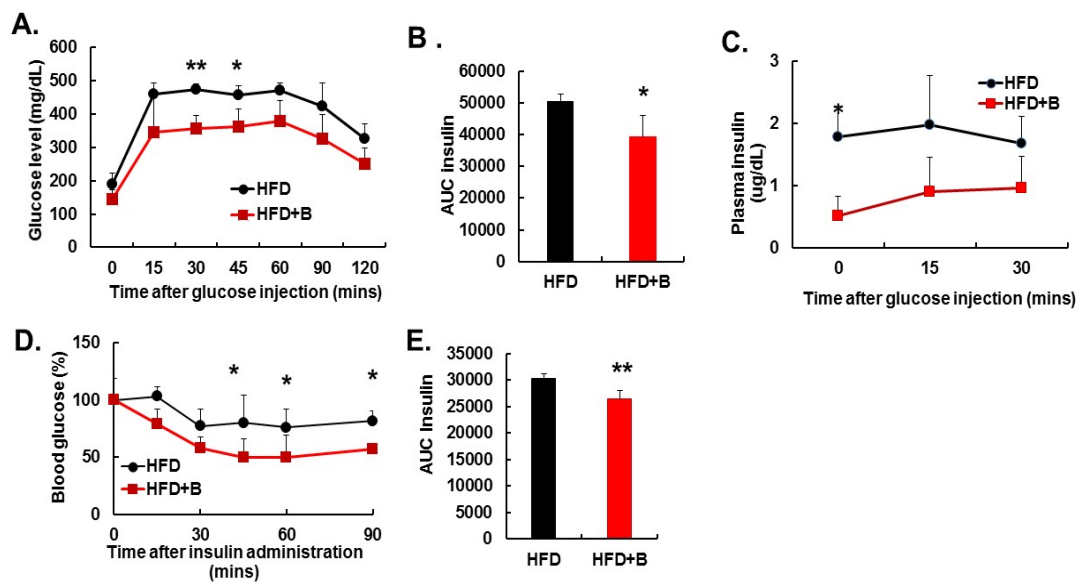 A.
600
500
400
300
200
100
0
Glucose level (mg/dL)
** *
HFD
HFD+B
0 15 30 45 60 90 120
Time after glucose injection (mins)
B .
50000
40000
30000
20000
10000
0
AUC insulin
*
HFD HFD+B
C.
3
2
1
0
Plasma insulin
(ug/dL)
*
HFD
HFD+B
0 15 30
Time after glucose injection (mins)
D.
150
100
50
0
Blood glucose (%)
* * *
HFD
HFD+B
0 30 60 90
Time after insulin administration
(mins)
E.
35000
30000
25000
20000
15000
10000
5000
0
AUC Insulin
**
HFD HFD+B